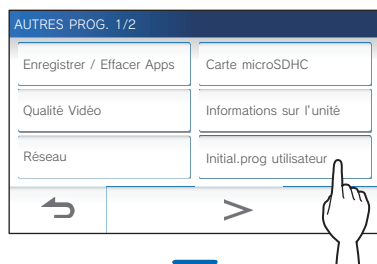 AUTRES PROG. 1/2
Enregistrer / Effacer Apps
Carte microSDHC
Qualité Vidéo
Informations sur l'unité
Réseau
Initial.prog utilisateur